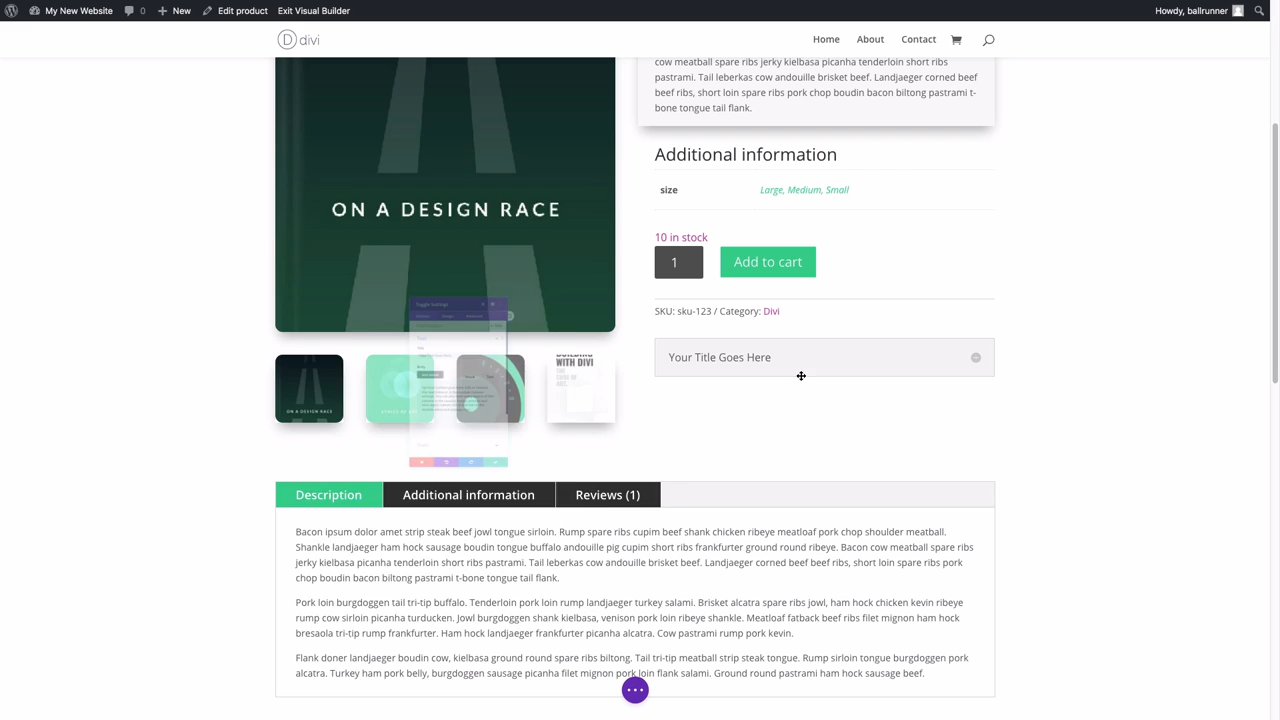 My New Website
0
New
Edit product
Exit Visual Builder
Howdy, ballrunner
D divi
Home
About
Contact
cow meatball spare ribs jerky kielbasa picanha tenderloin short ribs
pastrami. Tail leberkas cow andouille brisket beef. Landjaeger corned beef
beef ribs, short loin spare ribs pork chop boudin bacon biltong pastrami t-
bone tongue tail flank.
ON A DESIGN RACE
Additional information
size
Large, Medium, Small
10 in stock
1
Add to cart
SKU: sku-123 / Category: Divi
Your Title Goes Here
Toggle Settings
ON A DESIGN RACE
WITH DIVI
Description
Additional information
Reviews (1)
Bacon ipsum dolor amet strip steak beef jowl tongue sirloin. Rump spare ribs cupim beef shank chicken ribeye meatloaf pork chop shoulder meatball.
Shankle landjaeger ham hock sausage boudin tongue buffalo andouille pig cupim short ribs frankfurter ground round ribeye. Bacon cow meatball spare ribs
jerky kielbasa picanha tenderloin short ribs pastrami. Tail leberkas cow andouille brisket beef. Landjaeger corned beef beef ribs, short loin spare ribs pork
chop boudin bacon biltong pastrami t-bone tongue tail flank.
Pork loin burgdoggen tail tri-tip buffalo. Tenderloin pork loin rump landjaeger turkey salami. Brisket alcatra spare ribs jowl, ham hock chicken kevin ribeye
rump cow sirloin picanha turducken. Jowl burgdoggen shank kielbasa, venison pork loin ribeye shankle. Meatloaf fatback beef ribs filet mignon ham hock
bresaola tri-tip rump frankfurter. Ham hock landjaeger frankfurter picanha alcatra. Cow pastrami rump pork kevin.
Flank doner landjaeger boudin cow, kielbasa ground round spare ribs biltong. Tail tri-tip meatball strip steak tongue. Rump sirloin tongue burgdoggen pork
alcatra. Turkey ham pork belly, burgdoggen sausage picanha filet mignon pork loin flank salami. Ground round pastrami ham hock sausage beef.